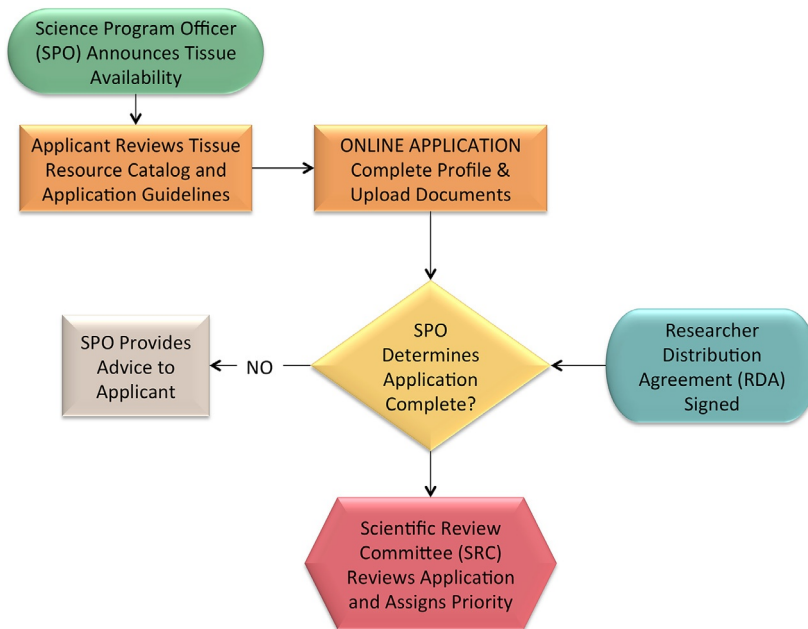 Science Program Officer
(SPO) Announces Tissue
Availability
Applicant Reviews Tissue
Resource Catalog and
Application Guidelines
ONLINE APPLICATION
Complete Profile &
Upload Documents
SPO Provides
Advice to
Applicant
NO
SPO
Determines
Application
Complete?
Researcher
Distribution
Agreement (RDA)
Signed
Scientific Review
Committee (SRC)
Reviews Application
and Assigns Priority